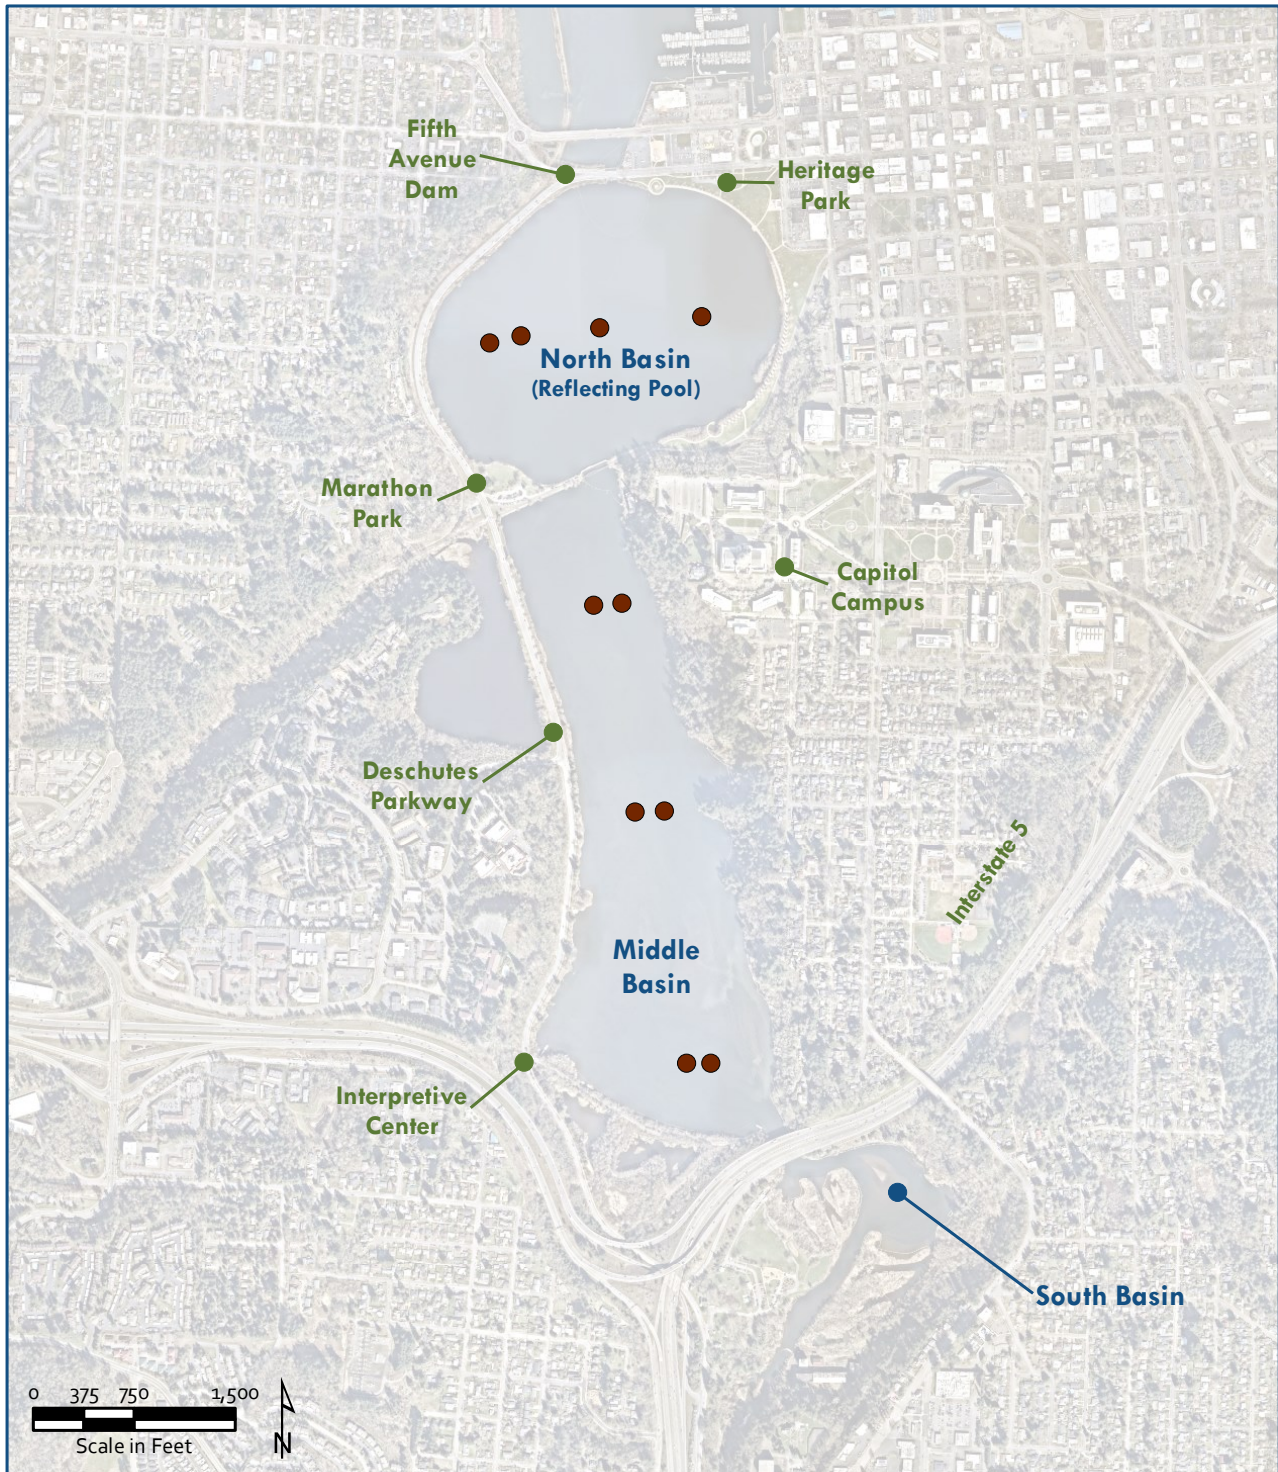 Fifth
Avenue
Dam
Heritage
Park
North Basin
(Reflecting Pool)
Marathon
Park
Capitol
Campus
Deschutes
Parkway
Interstate 5
Middle
Basin
Interpretive
Center
South Basin
0 375 750 1,500
Scale in Feet
N